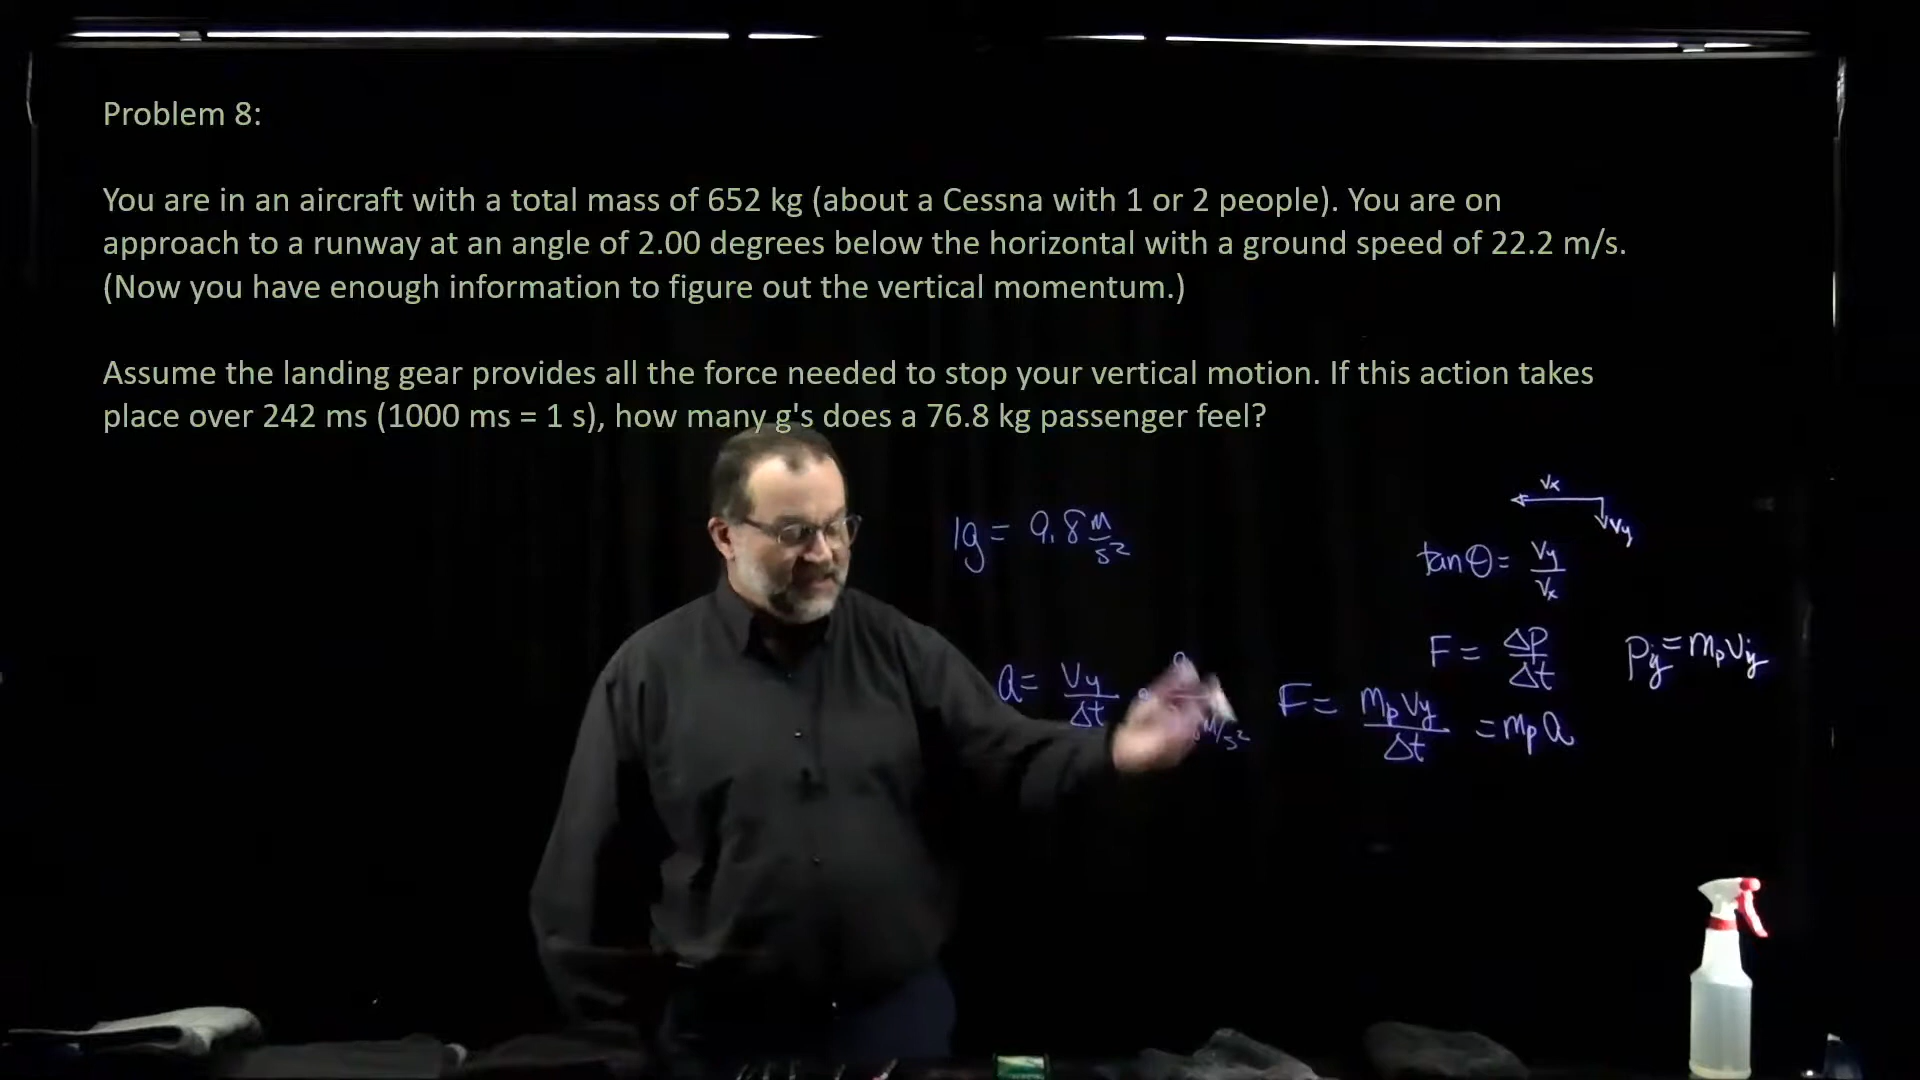 Problem 8:
You are in an aircraft with a total mass of 652 kg (about a Cessna with 1 or 2 people). You are on
approach to a runway at an angle of 2.00 degrees below the horizontal with a ground speed of 22.2 m/s.
(Now you have enough information to figure out the vertical momentum.)
Assume the landing gear provides all the force needed to stop your vertical motion. If this action takes
place over 242 ms (1000 ms = 1 s), how many g's does a 76.8 kg passenger feel?
1g = 9.8 m/s²
Vx
Vy
tan θ = Vy/Vx
F = Δp/Δt
Piy = mpViy
a = Vy/Δt
m/s²
F = mpVy/Δt = mp a